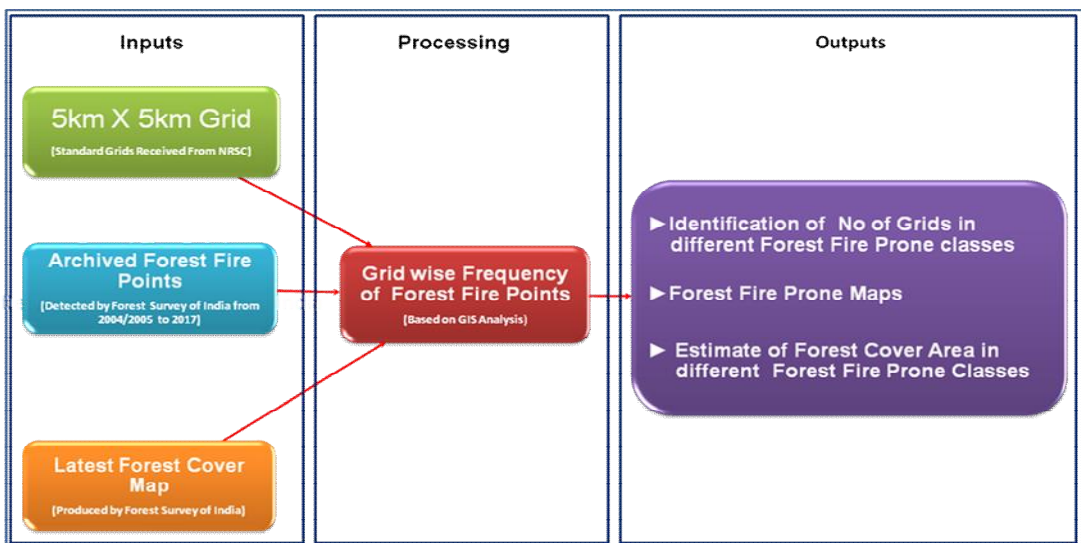 Inputs
5km X 5km Grid
[Standard Grids Received From NRSC]
Archived Forest Fire
Points
[Detected by Forest Survey of India from
2004/2005 to 2017]
Latest Forest Cover
Map
[Produced by Forest Survey of India]
Processing
Grid wise Frequency
of Forest Fire Points
[Based on GIS Analysis]
Outputs
►Identification of No of Grids in
different Forest Fire Prone classes
► Forest Fire Prone Maps
► Estimate of Forest Cover Area in
different Forest Fire Prone Classes